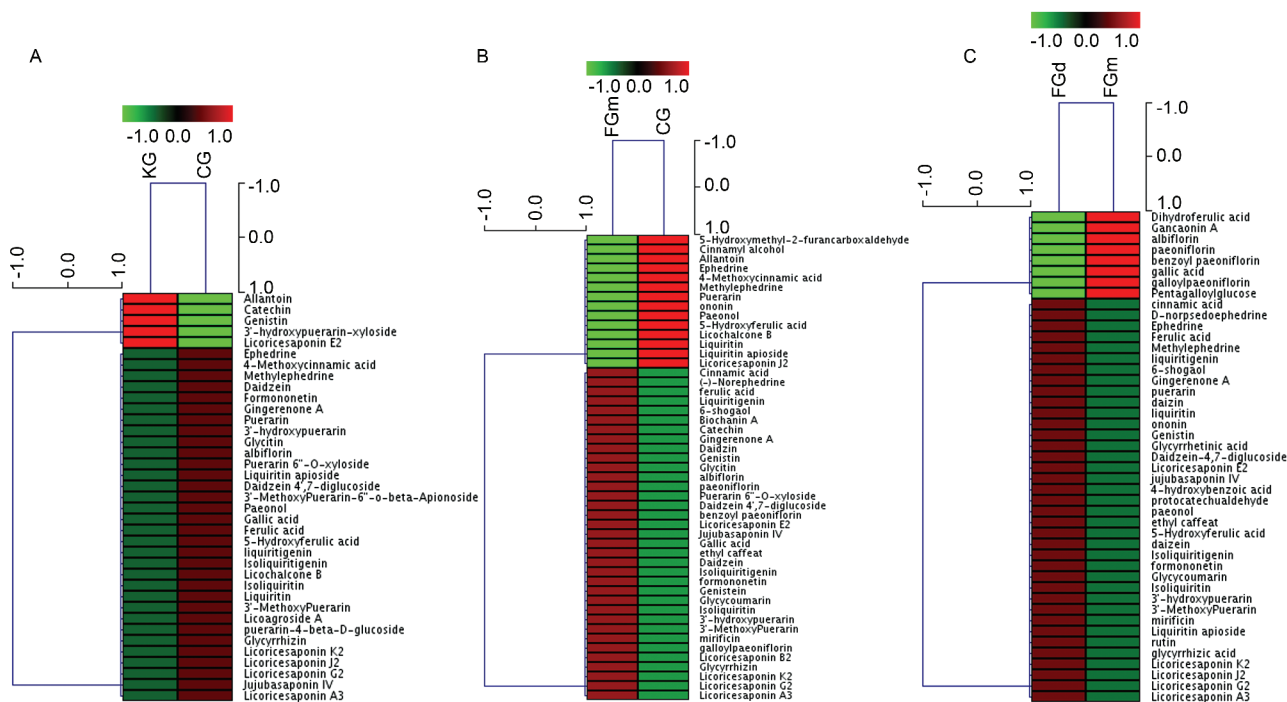 A
-1.0 0.0 1.0
KG
CG
-1.0
0.0
1.0
-1.0
0.0
1.0
Allantoin
Catechin
Genistin
3'-hydroxypuerarin-xyloside
Licoricesaponin E2
Ephedrine
4-Methoxycinnamic acid
Methylephedrine
Daidzein
Formononetin
Gingerenone A
Puerarin
3'-hydroxypuerarin
Glycitin
albiflorin
Puerarin 6"-O-xyloside
Liquiritin apioside
Daidzein 4',7-diglucoside
3'-MethoxyPuerarin-6"-o-beta-Apionoside
Paeonol
Gallic acid
Ferulic acid
5-Hydroxyferulic acid
liquiritigenin
Isoliquiritigenin
Licochalcone B
Isoliquiritin
Liquiritin
3'-MethoxyPuerarin
Licoagroside A
puerarin-4-beta-D-glucoside
Glycyrrhizin
Licoricesaponin K2
Licoricesaponin J2
Licoricesaponin G2
Jujubasaponin IV
Licoricesaponin A3
B
-1.0 0.0 1.0
FGm
CG
-1.0
0.0
1.0
-1.0
0.0
1.0
5-Hydroxymethyl-2-furancarboxaldehyde
Cinnamyl alcohol
Allantoin
Ephedrine
4-Methoxycinnamic acid
Methylephedrine
Puerarin
ononin
Paeonol
5-Hydroxyferulic acid
Licochalcone B
Liquiritin
Liquiritin apioside
Licoricesaponin J2
Cinnamic acid
(-)-Norephedrine
ferulic acid
Liquiritigenin
6-shogaol
Biochanin A
Catechin
Gingerenone A
Daidzin
Genistin
Glycitin
albiflorin
paeoniflorin
Puerarin 6"-O-xyloside
Daidzein 4',7-diglucoside
benzoyl paeoniflorin
Licoricesaponin E2
Jujubasaponin IV
Gallic acid
ethyl caffeat
Daidzein
Isoliquiritigenin
formononetin
Genistein
Glycycoumarin
Isoliquiritin
3'-hydroxypuerarin
3'-MethoxyPuerarin
mirificin
galloylpaeoniflorin
Licoricesaponin B2
Glycyrrhizin
Licoricesaponin K2
Licoricesaponin G2
Licoricesaponin A3
C
-1.0 0.0 1.0
FGd
FGm
-1.0
0.0
1.0
-1.0
0.0
1.0
Dihydroferulic acid
Gancaonin A
albiflorin
paeoniflorin
benzoyl paeoniflorin
gallic acid
galloylpaeoniflorin
Pentagalloylglucose
cinnamic acid
D-norpsedoephedrine
Ephedrine
Ferulic acid
Methylephedrine
liquiritigenin
6-shogaol
Gingerenone A
puerarin
daizin
liquiritin
ononin
Genistin
Glycyrrhetinic acid
Daidzein-4,7-diglucoside
Licoricesaponin E2
jujubasaponin IV
4-hydroxybenzoic acid
protocatechualdehyde
paeonol
ethyl caffeat
5-Hydroxyferulic acid
daizein
Isoliquiritigenin
formononetin
Glycycoumarin
3'-hydroxypuerarin
3'-MethoxyPuerarin
mirificin
Liquiritin apioside
rutin
glycyrrhizic acid
Licoricesaponin K2
Licoricesaponin J2
Licoricesaponin G2
Licoricesaponin A3